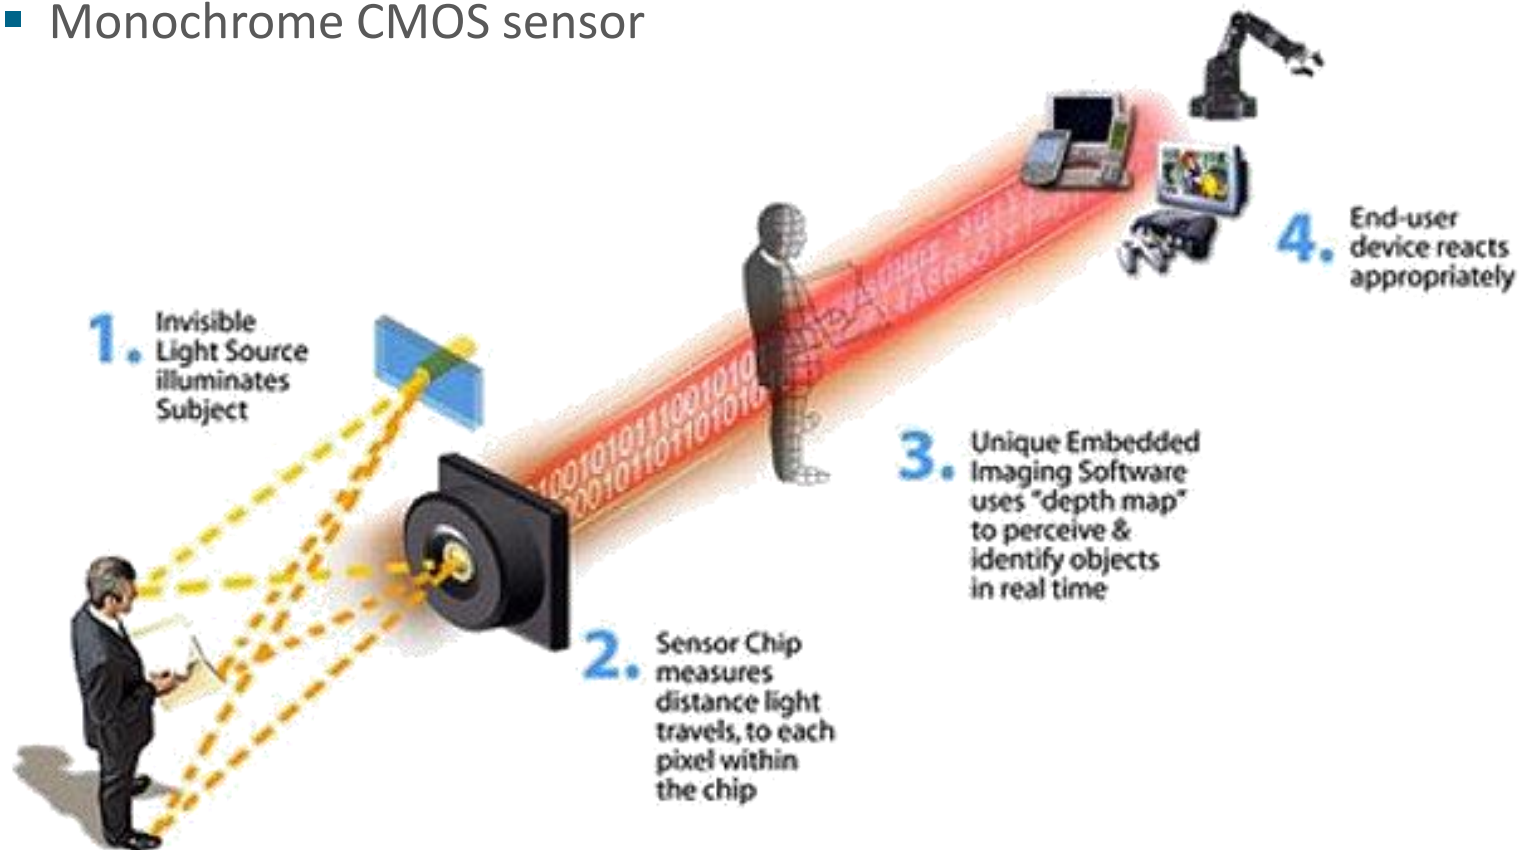 Monochrome CMOS sensor
1. Invisible
Light Source
illuminates
Subject
2. Sensor Chip
measures
distance light
travels, to each
pixel within
the chip
3. Unique Embedded
Imaging Software
uses "depth map"
to perceive &
identify objects
in real time
4. End-user
device reacts
appropriately